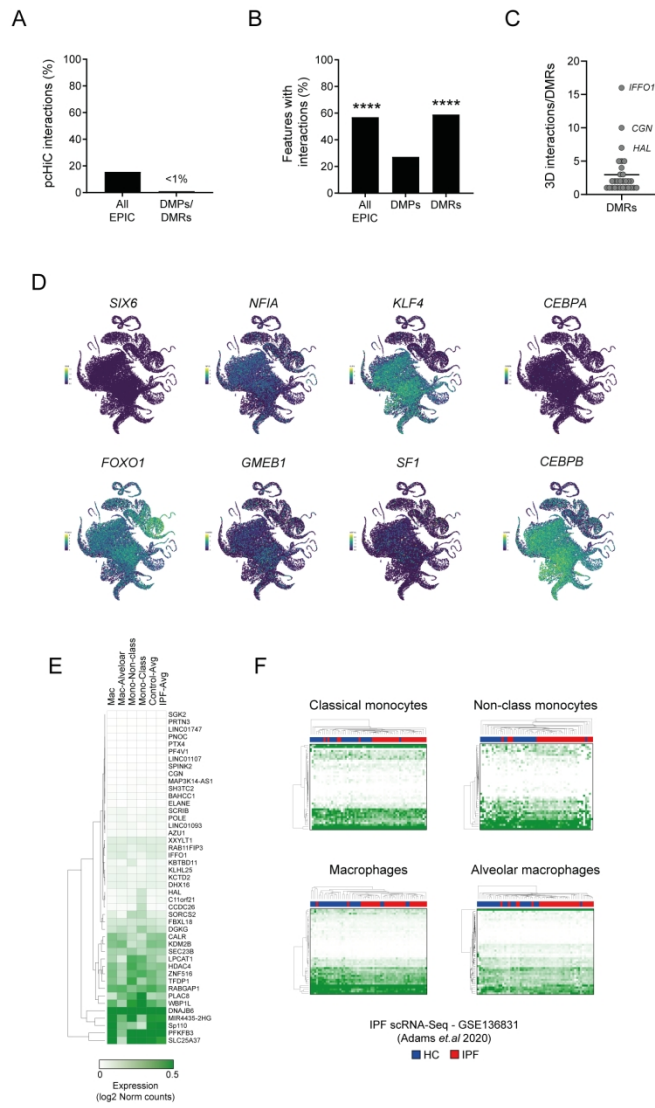 A
pcHiC interactions (%)
100
80
60
40
20
0
<1%
All
EPIC
DMPs/
DMRs
B
Features with
interactions (%)
100
80
60
40
20
0
****
****
All
EPIC
DMPs
DMRs
C
3D interactions/DMRs
20
15
10
5
0
IFFO1
CGN
HAL
DMRs
D
SIX6
NFIA
KLF4
CEBPA
FOXO1
GMEB1
SF1
CEBPB
E
Mac
Mac-Alveloar
Mono-Non-class
Mono-Class
Control-Avg
IPF-Avg
SGK2
PRTN3
LINC01747
PNOC
PTX4
PF4V1
LINC01107
SPINK2
CGN
MAP3K14-AS1
SH3TC2
BAHCC1
ELANE
SCRIB
POLE
LINC01093
AZU1
XXYLT1
RAB11FIP3
IFFO1
KBTBD11
KLHL25
KCTD2
DHX16
HAL
C11orf21
CCDC26
SORCS2
FBXL18
DGKG
CALR
KDM2B
SEC23B
LPCAT1
HDAC4
ZNF516
TFDP1
RABGAP1
PLAC8
WBP1L
DNAJB6
MIR4435-2HG
Sp110
PFKFB3
SLC25A37
0
0.5
Expression
(log2 Norm counts)
F
Classical monocytes
Non-class monocytes
Macrophages
Alveolar macrophages
IPF scRNA-Seq - GSE136831
(Adams et.al 2020)
HC IPF